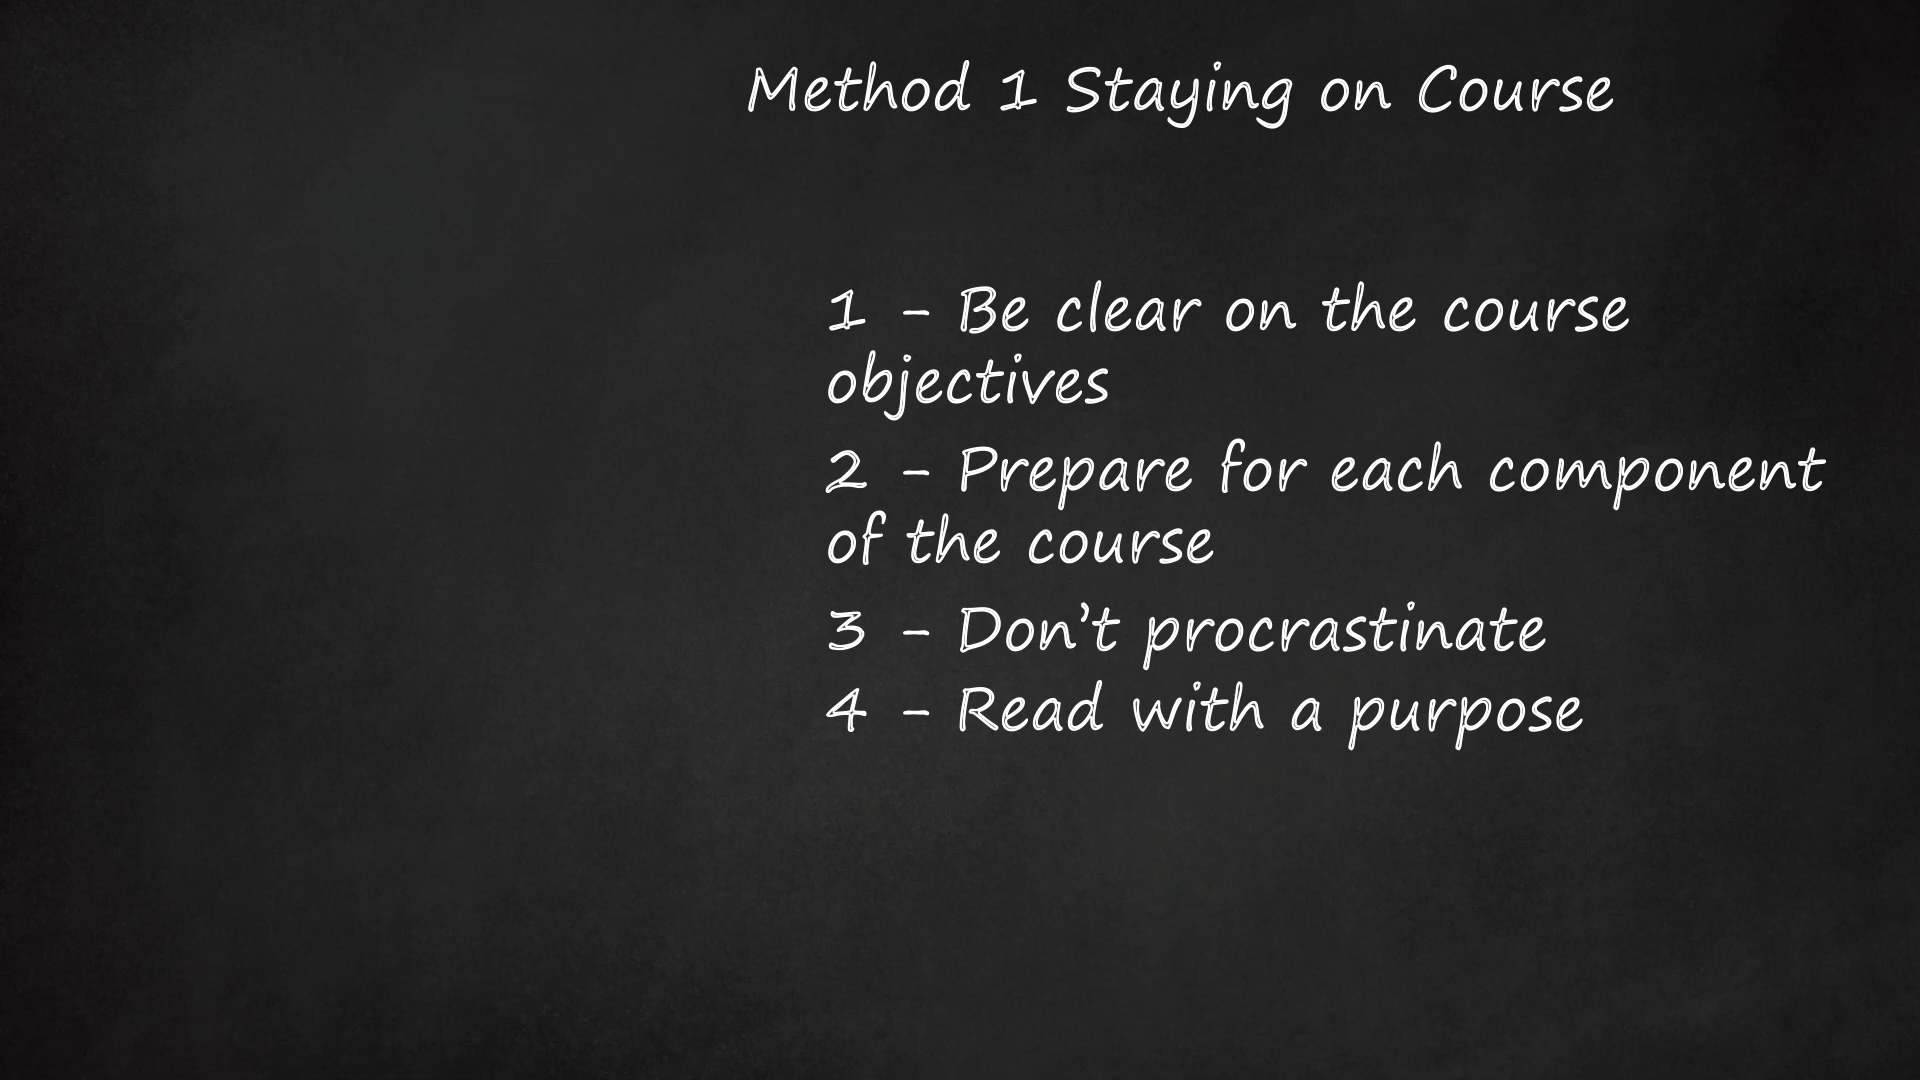 Method 1 Staying on Course
1 - Be clear on the course
objectives
2 - Prepare for each component
of the course
3 - Don’t procrastinate
4 - Read with a purpose